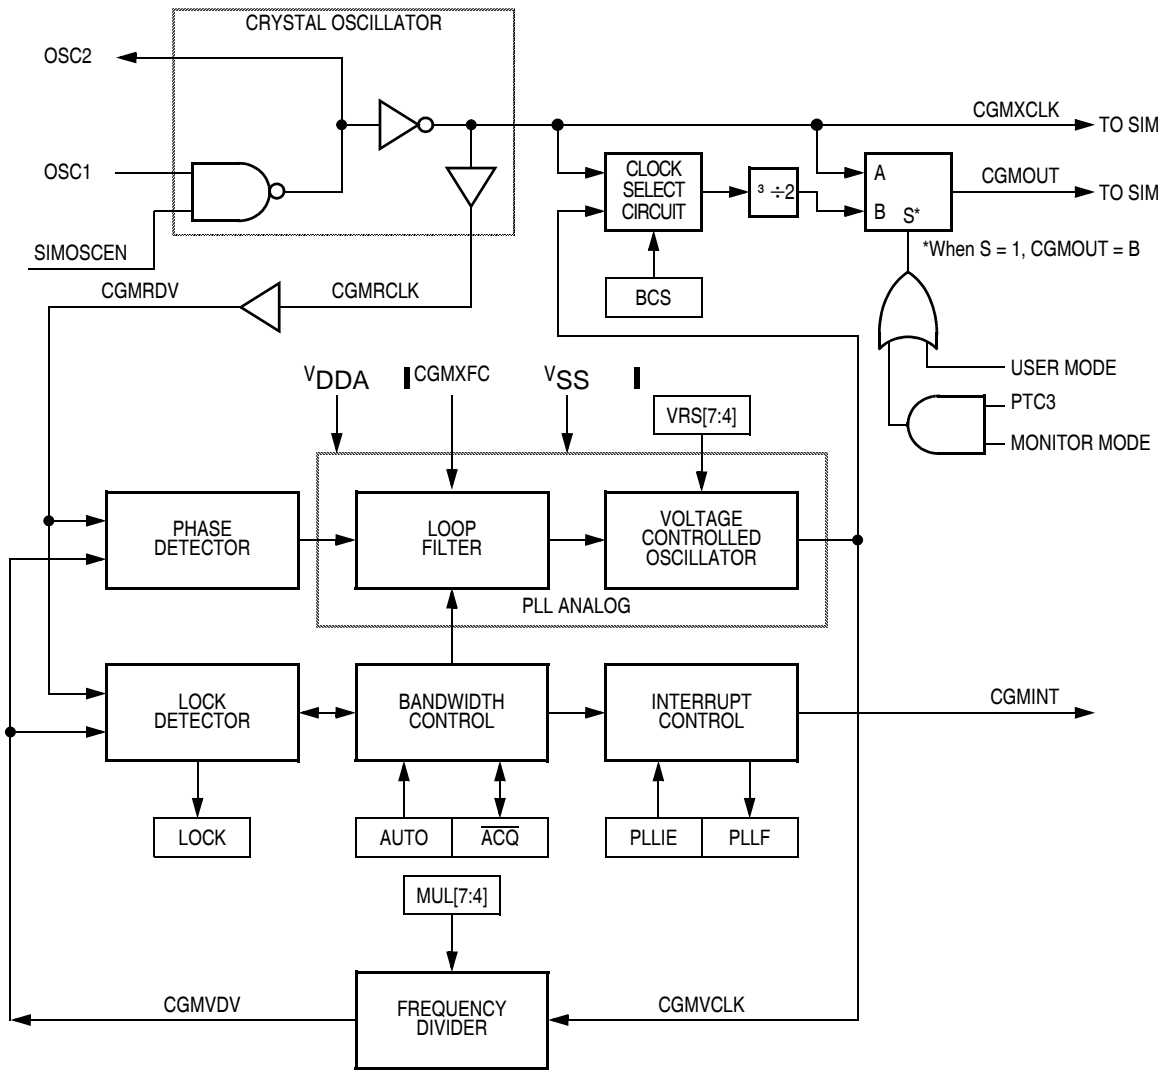 CRYSTAL OSCILLATOR
OSC2
CGMXCLK
TO SIM
OSC1
CLOCK
SELECT
CIRCUIT
³ ÷2
A
B
S*
CGMOUT
TO SIM
SIMOSCEN
*When S = 1, CGMOUT = B
CGMRDV
CGMRCLK
BCS
USER MODE
PTC3
MONITOR MODE
VDDA
CGMXFC
VSS
VRS[7:4]
PHASE
DETECTOR
LOOP
FILTER
VOLTAGE
CONTROLLED
OSCILLATOR
PLL ANALOG
LOCK
DETECTOR
BANDWIDTH
CONTROL
INTERRUPT
CONTROL
CGMINT
LOCK
AUTO
ACQ
PLLIE
PLLF
MUL[7:4]
CGMVDV
FREQUENCY
DIVIDER
CGMVCLK